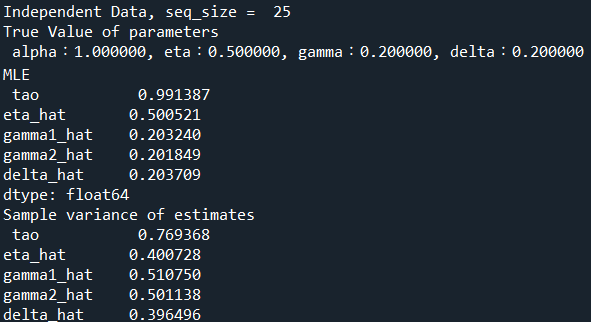 Independent Data, seq_size =  25
True Value of parameters
 alpha：1.000000, eta：0.500000, gamma：0.200000, delta：0.200000
MLE
 tao           0.991387
eta_hat       0.500521
gamma1_hat    0.203240
gamma2_hat    0.201849
delta_hat     0.203709
dtype: float64
Sample variance of estimates
 tao           0.769368
eta_hat       0.400728
gamma1_hat    0.510750
gamma2_hat    0.501138
delta_hat     0.396496